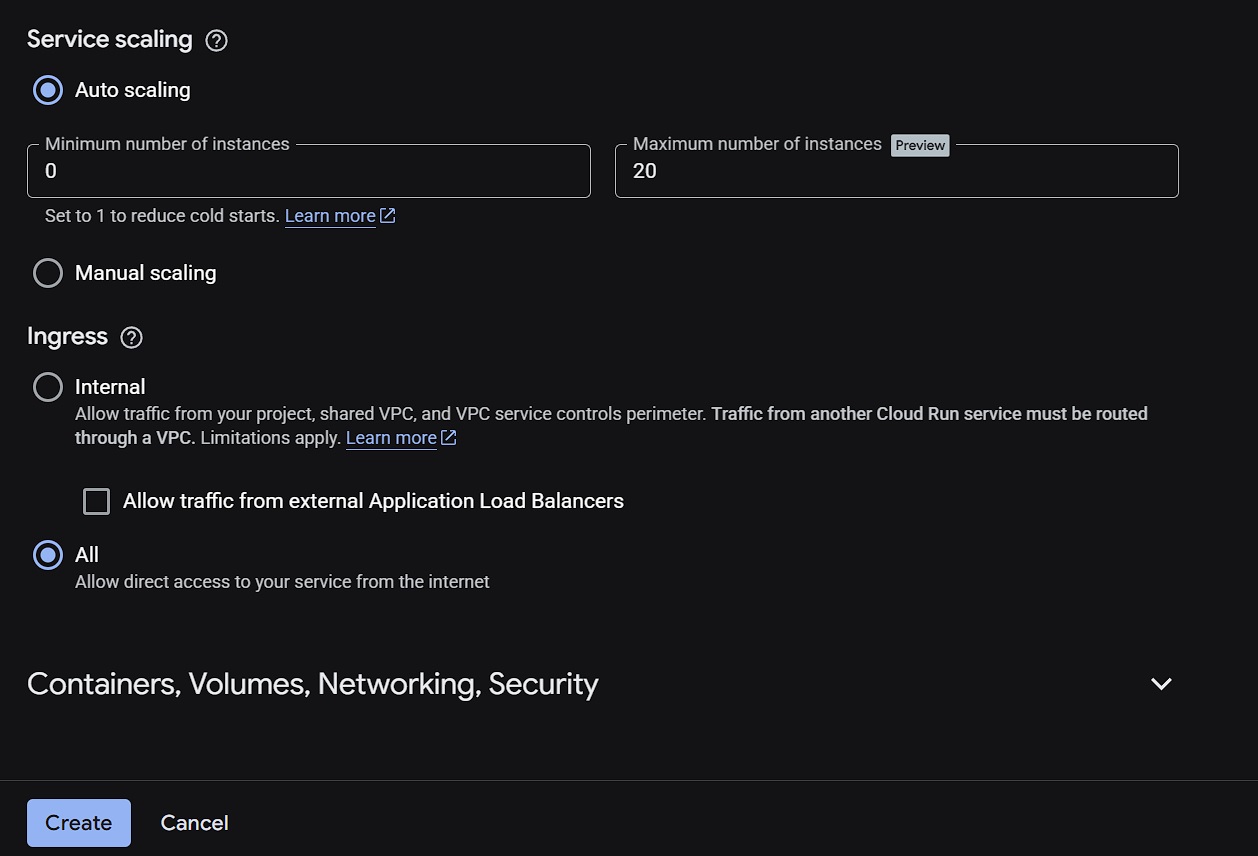 Service scaling
Auto scaling
Minimum number of instances
0
Maximum number of instances Preview
20
Set to 1 to reduce cold starts. Learn more
Manual scaling
Ingress
Internal
Allow traffic from your project, shared VPC, and VPC service controls perimeter. Traffic from another Cloud Run service must be routed
through a VPC. Limitations apply. Learn more
Allow traffic from external Application Load Balancers
All
Allow direct access to your service from the internet
Containers, Volumes, Networking, Security
Create Cancel